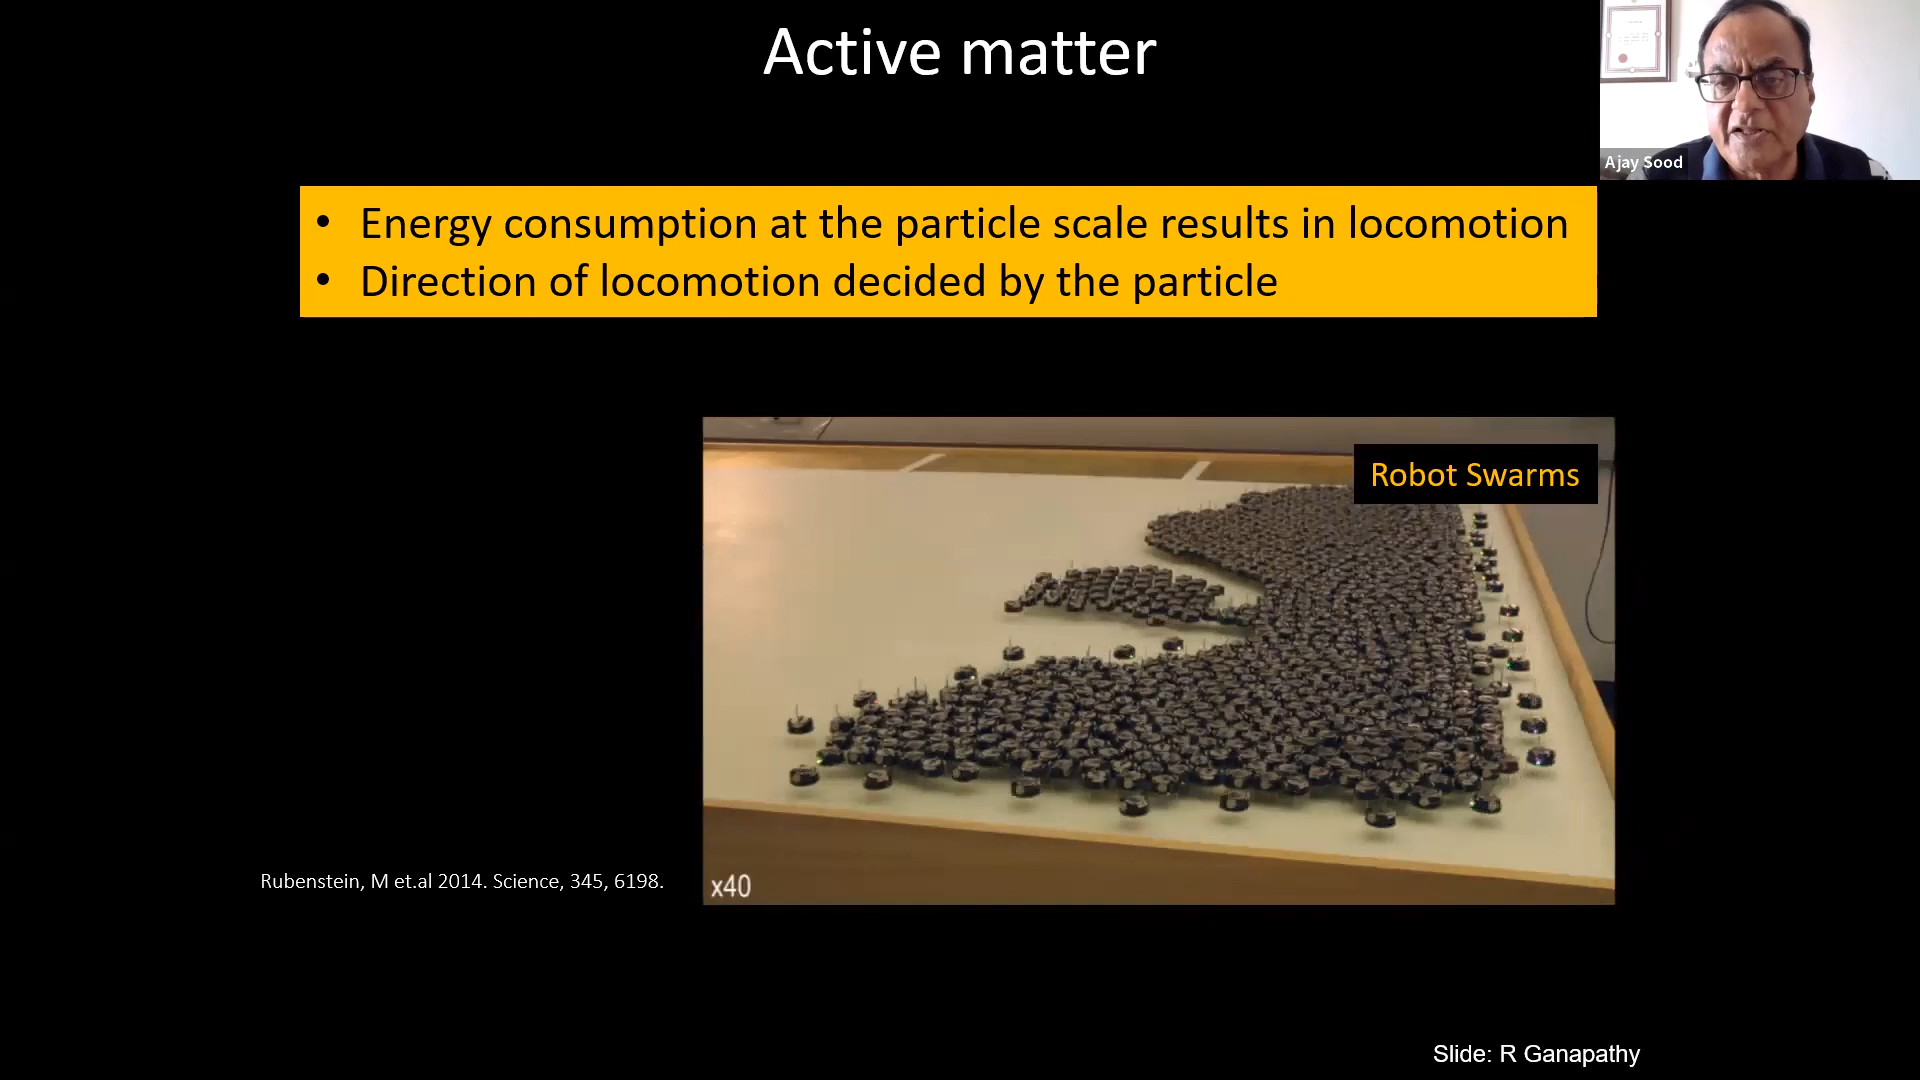 Active matter
Ajay Sood
• Energy consumption at the particle scale results in locomotion
• Direction of locomotion decided by the particle
Robot Swarms
Rubenstein, M et.al 2014. Science, 345, 6198.
x40
Slide: R Ganapathy